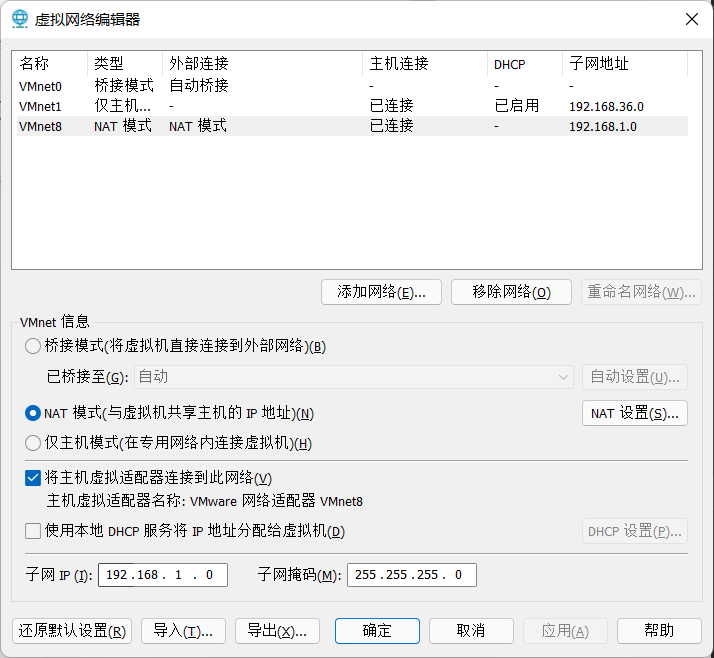 虚拟网络编辑器
名称 类型 外部连接 主机连接 DHCP 子网地址
VMnet0 桥接模式 自动桥接 - - -
VMnet1 仅主机... - 已连接 已启用 192.168.36.0
VMnet8 NAT 模式 NAT 模式 已连接 - 192.168.1.0
添加网络(E)... 移除网络(O) 重命名网络(W)...
VMnet 信息
桥接模式(将虚拟机直接连接到外部网络)(B)
已桥接至(G): 自动 自动设置(U)...
NAT 模式(与虚拟机共享主机的 IP 地址)(N) NAT 设置(S)...
仅主机模式(在专用网络内连接虚拟机)(H)
将主机虚拟适配器连接到此网络(V)
主机虚拟适配器名称: VMware 网络适配器 VMnet8
使用本地 DHCP 服务将 IP 地址分配给虚拟机(D) DHCP 设置(P)...
子网 IP (I): 192.168. 1 . 0 子网掩码(M): 255.255.255. 0
还原默认设置(R) 导入(T)... 导出(X)... 确定 取消 应用(A) 帮助